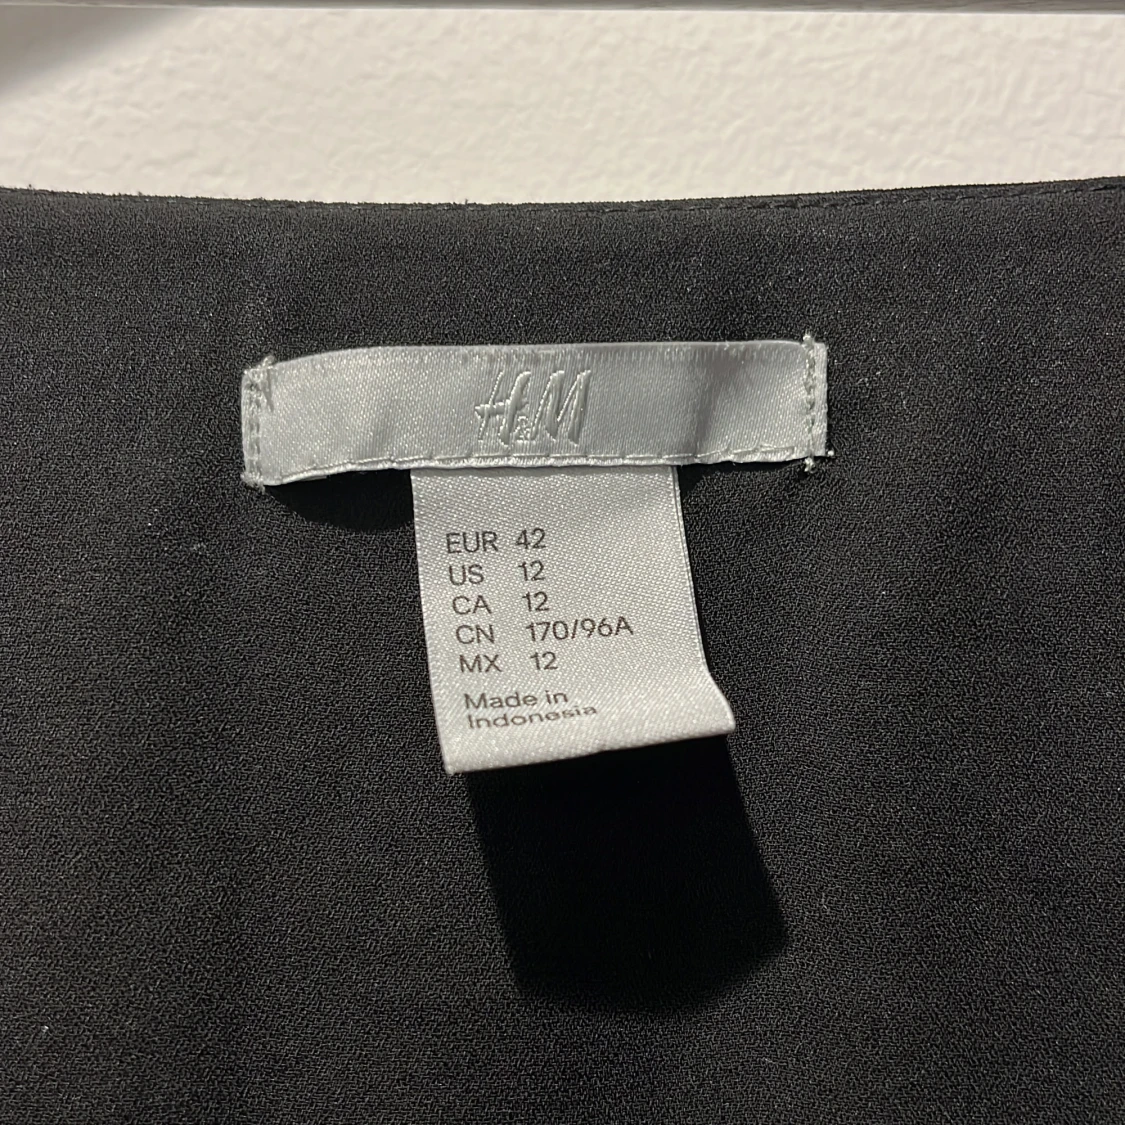 H&M
EUR 42
US 12
CA 12
CN 170/96A
MX 12
Made in
Indonesia